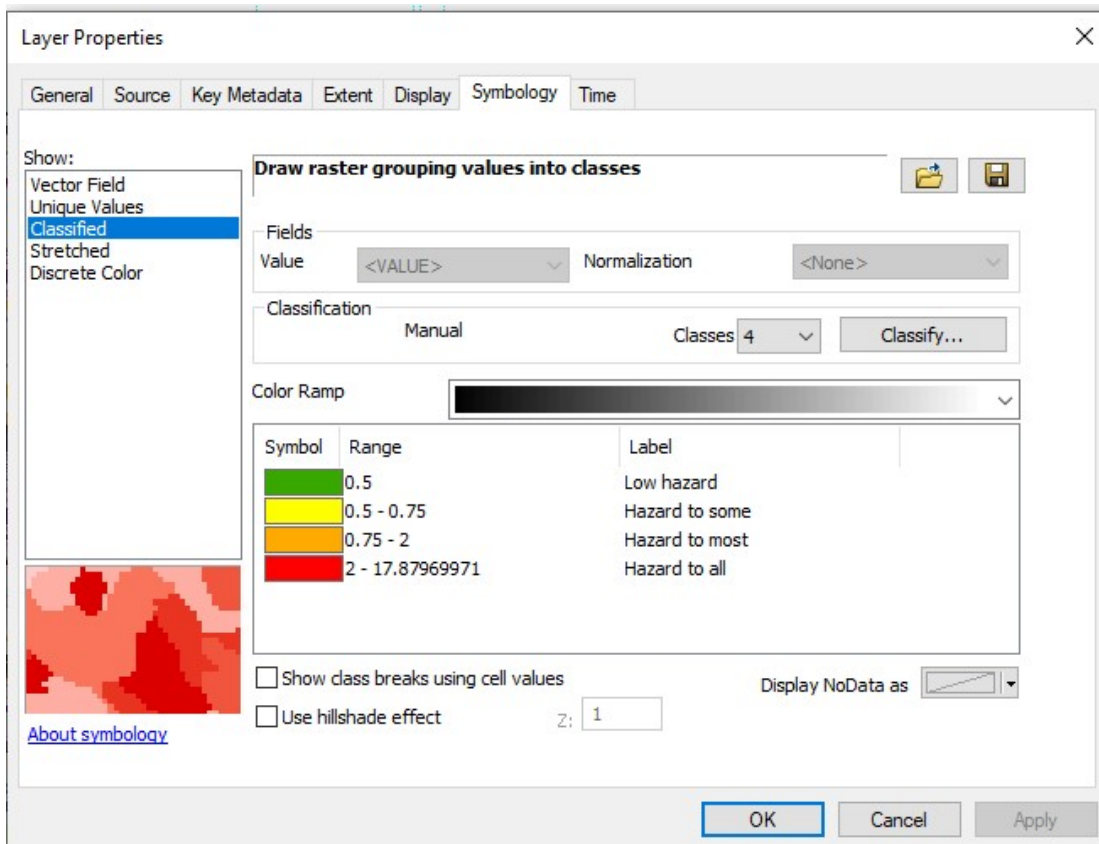 Layer Properties
General Source Key Metadata Extent Display Symbology Time
Show:
Vector Field
Unique Values
Classified
Stretched
Discrete Color
About symbology
Draw raster grouping values into classes
Fields
Value <VALUE> Normalization <None>
Classification
Manual Classes 4 Classify...
Color Ramp
Symbol Range Label
0.5 Low hazard
0.5 - 0.75 Hazard to some
0.75 - 2 Hazard to most
2 - 17.87969971 Hazard to all
Show class breaks using cell values Display NoData as
Use hillshade effect Z: 1
OK Cancel Apply